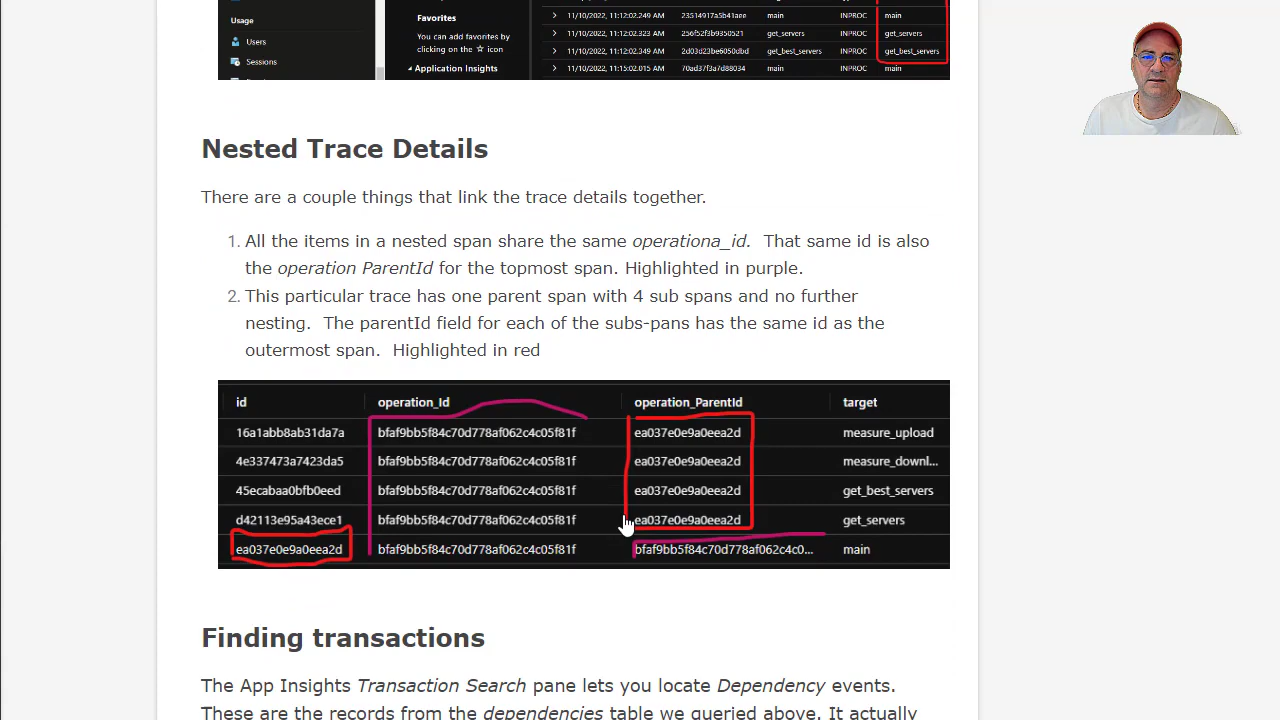 Usage
Users
Sessions
Favorites
You can add favorites by
clicking on the ☆ icon
Application Insights
11/10/2022, 11:12:02.249 AM 23514917a5b41aee main INPROC main
11/10/2022, 11:12:02.323 AM 256f52f3b9350521 get_servers INPROC get_servers
11/10/2022, 11:12:02.349 AM 2d03d23be6050dbd get_best_servers INPROC get_best_servers
11/10/2022, 11:15:02.015 AM 70ad37f3a7d88034 main INPROC main
Nested Trace Details
There are a couple things that link the trace details together.
1. All the items in a nested span share the same operationa_id. That same id is also
the operation ParentId for the topmost span. Highlighted in purple.
2. This particular trace has one parent span with 4 sub spans and no further
nesting. The parentId field for each of the subs-pans has the same id as the
outermost span. Highlighted in red
id operation_Id operation_ParentId target
16a1abb8ab31da7a bfaf9bb5f84c70d778af062c4c05f81f ea037e0e9a0eea2d measure_upload
4e337473a7423da5 bfaf9bb5f84c70d778af062c4c05f81f ea037e0e9a0eea2d measure_downl...
45ecabaa0bfb0eed bfaf9bb5f84c70d778af062c4c05f81f ea037e0e9a0eea2d get_best_servers
d42113e95a43ece1 bfaf9bb5f84c70d778af062c4c05f81f ea037e0e9a0eea2d get_servers
ea037e0e9a0eea2d bfaf9bb5f84c70d778af062c4c05f81f bfaf9bb5f84c70d778af062c4c0... main
Finding transactions
The App Insights Transaction Search pane lets you locate Dependency events.
These are the records from the dependencies table we queried above. It actually